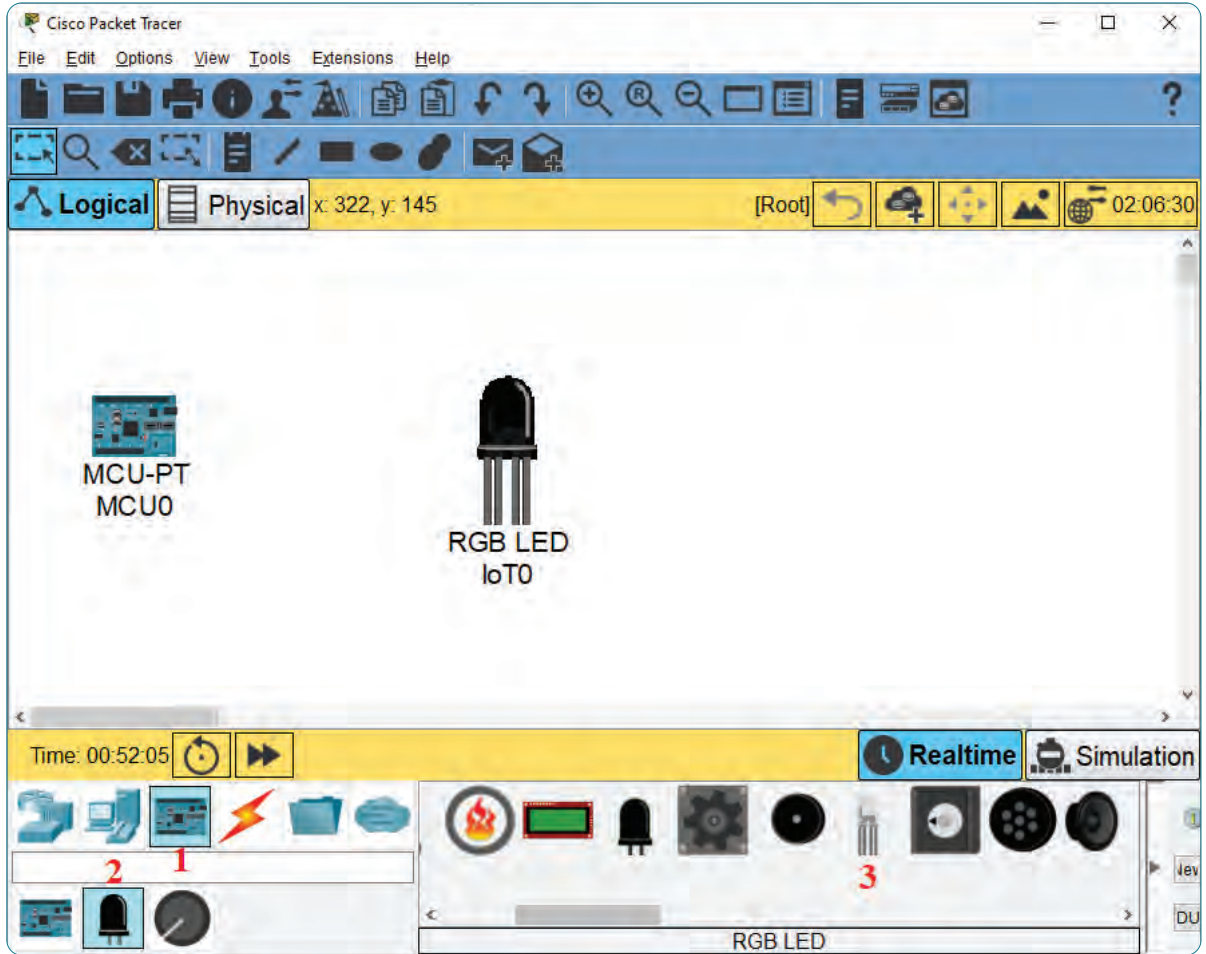 Cisco Packet Tracer
File Edit Options View Tools Extensions Help
R
?
Logical Physical x: 322, y: 145 [Root] 02:06:30
MCU-PT
MCU0
RGB LED
IoT0
Time: 00:52:05 Realtime Simulation
2 1 3
RGB LED